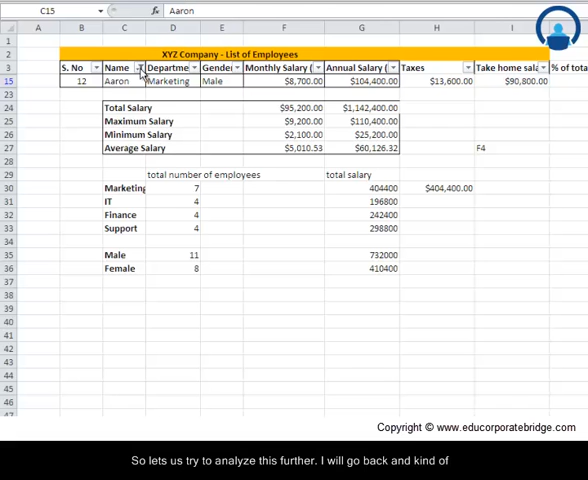 C15 fx Aaron
A B C D E F G H I
1
2 XYZ Company - List of Employees
3 S. No Name Departme Gender Monthly Salary ( Annual Salary ( Taxes Take home sala % of tota
15 12 Aaron Marketing Male $8,700.00 $104,400.00 $13,600.00 $90,800.00
23
24 Total Salary $95,200.00 $1,142,400.00
25 Maximum Salary $9,200.00 $110,400.00
26 Minimum Salary $2,100.00 $25,200.00
27 Average Salary $5,010.53 $60,126.32 F4
28
29 total number of employees total salary
30 Marketing 7 404400 $404,400.00
31 IT 4 196800
32 Finance 4 242400
33 Support 4 298800
34
35 Male 11 732000
36 Female 8 410400
37
38
39
40
41
42
43
44
45
46
47
Copyright © www.educorporatebridge.com
So lets us try to analyze this further. I will go back and kind of